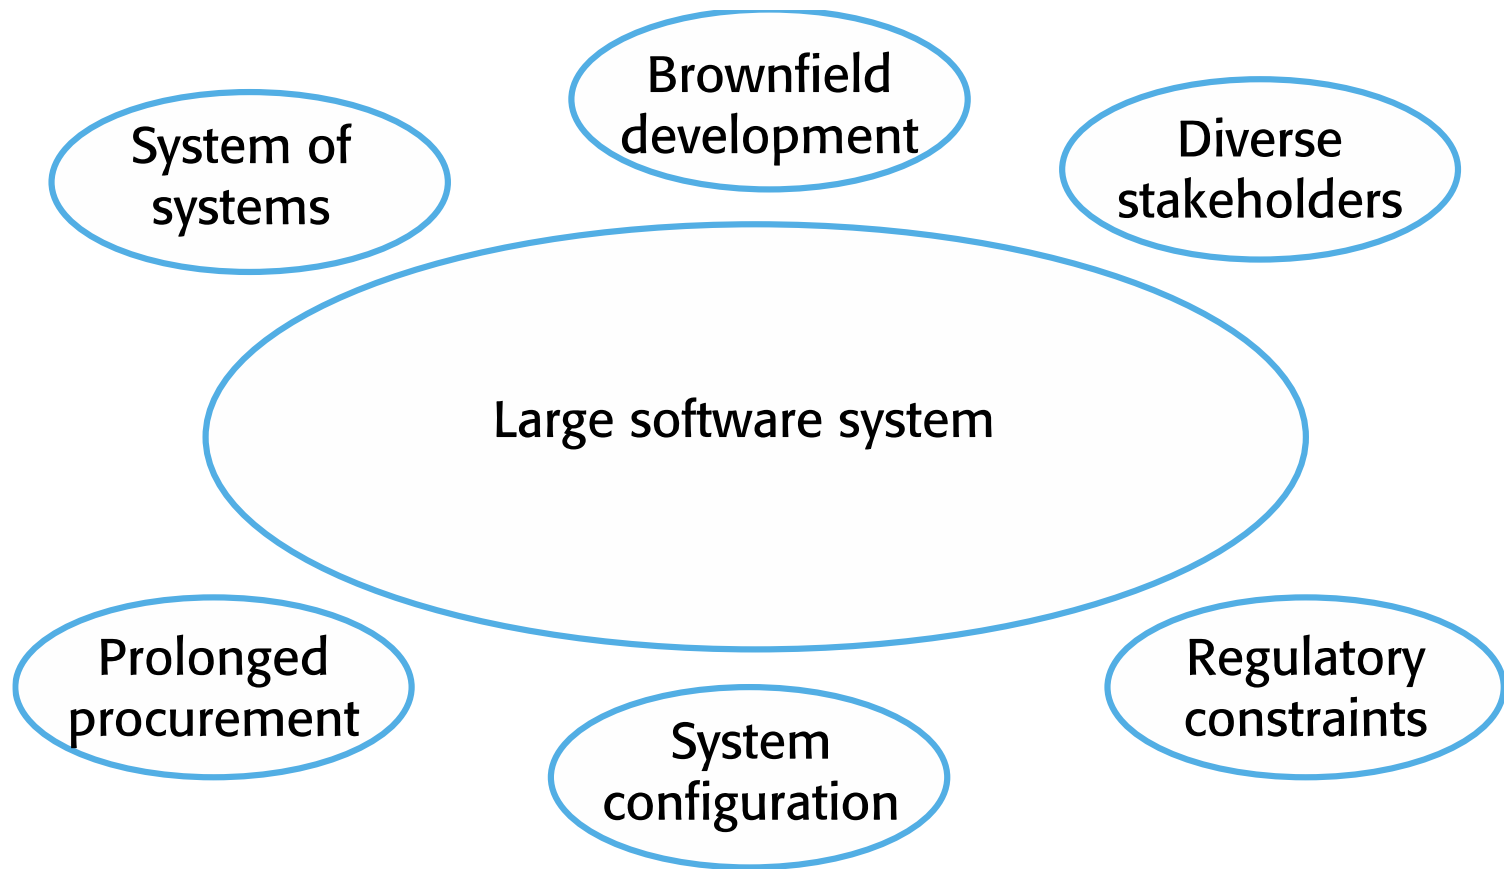 Brownfield
development
System of
systems
Diverse
stakeholders
Large software system
Prolonged
procurement
System
configuration
Regulatory
constraints